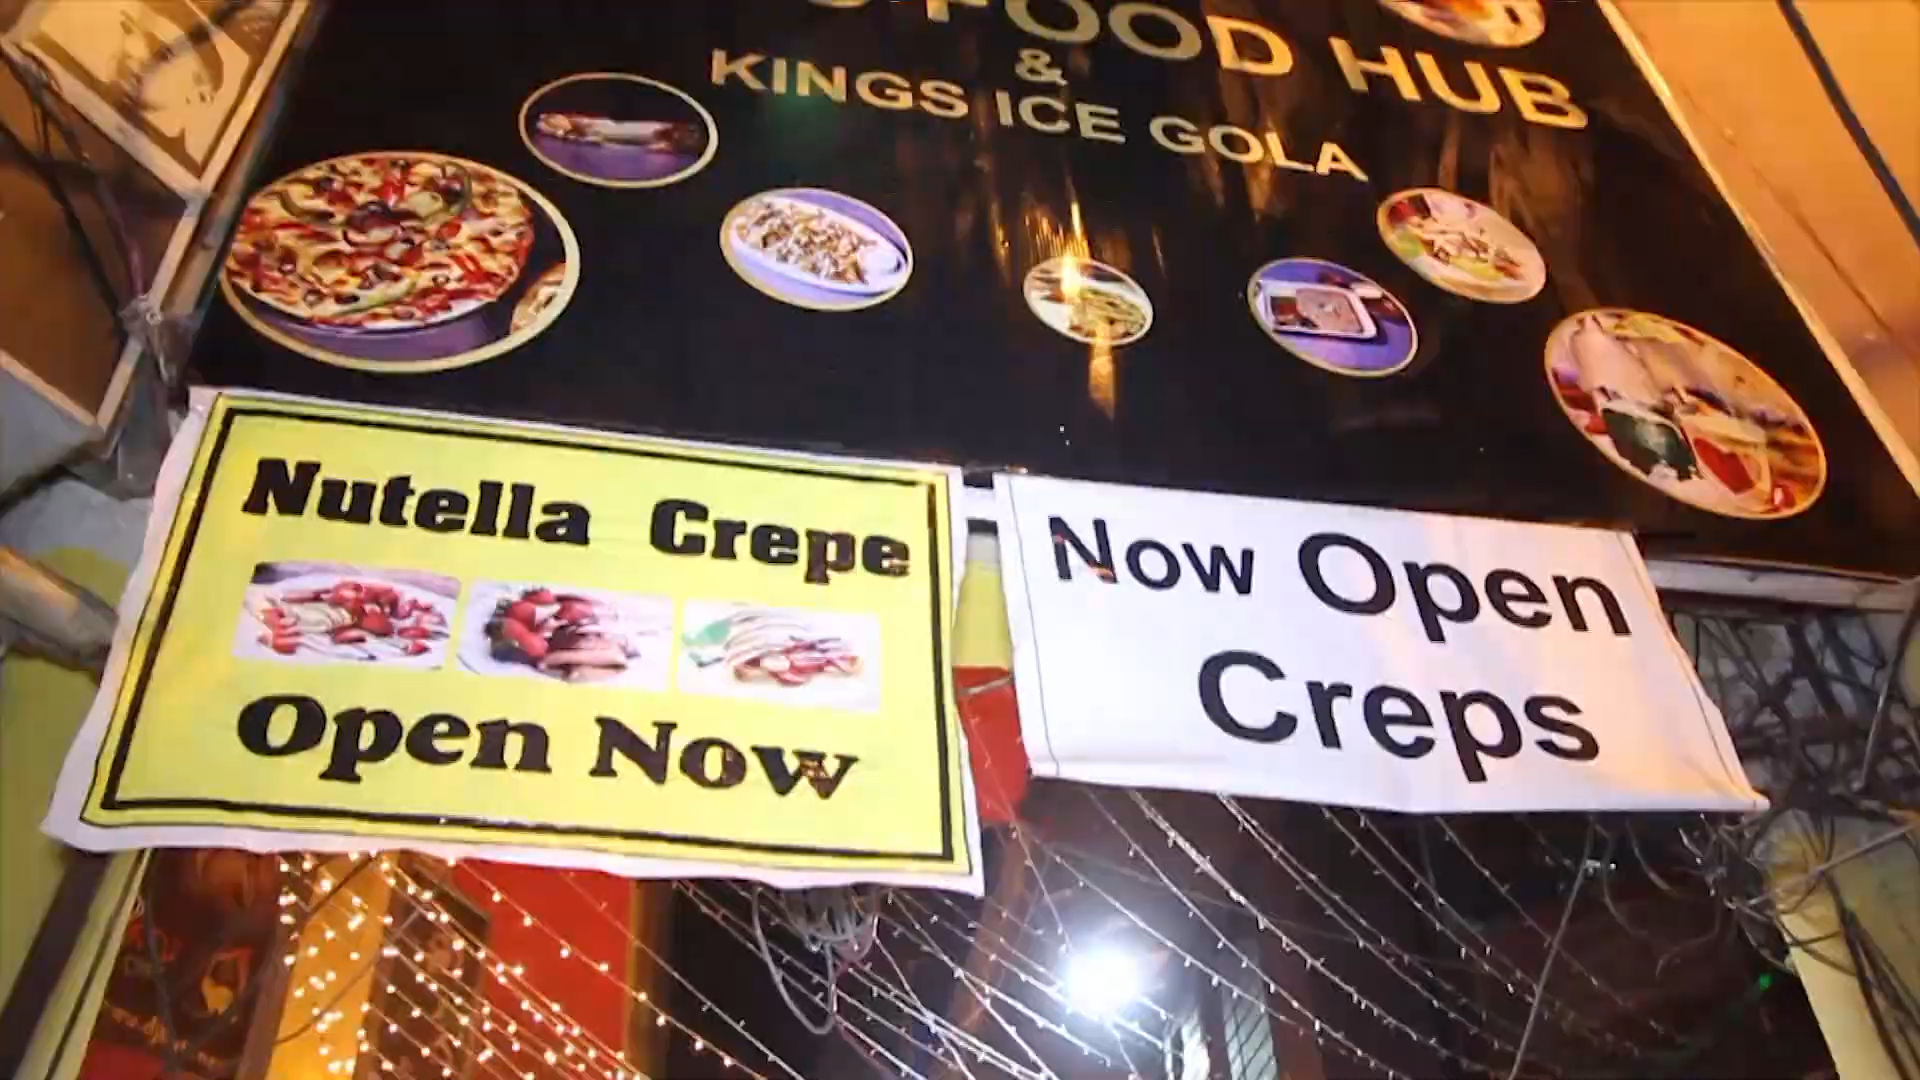 FOOD HUB
&
KINGS ICE GOLA
Nutella Crepe
Open Now
Now Open
Creps